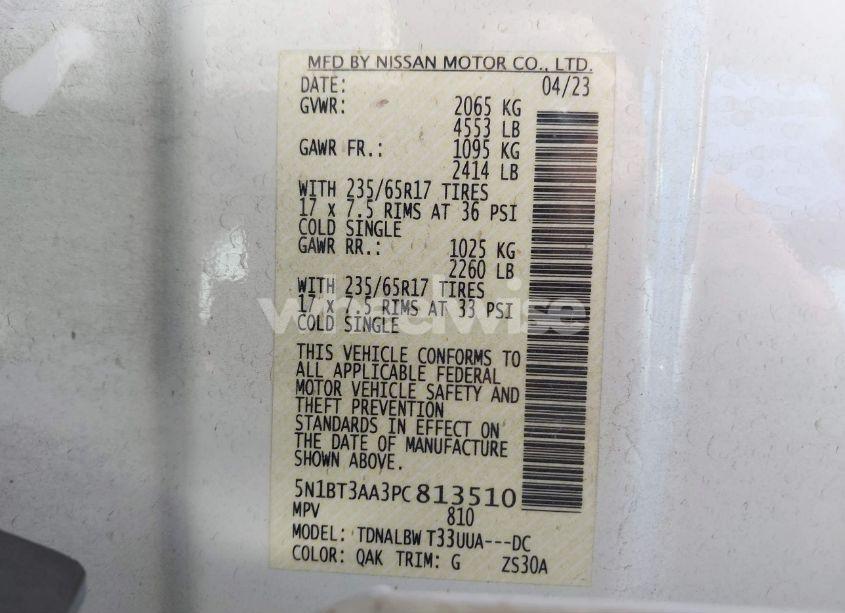 MFD BY NISSAN MOTOR CO., LTD.
DATE: 04/23
GVWR: 2065 KG
4553 LB
GAWR FR.: 1095 KG
2414 LB
WITH 235/65R17 TIRES
17 x 7.5 RIMS AT 36 PSI
COLD SINGLE
GAWR RR.: 1025 KG
2260 LB
WITH 235/65R17 TIRES
17 x 7.5 RIMS AT 33 PSI
COLD SINGLE
wheelwise
THIS VEHICLE CONFORMS TO
ALL APPLICABLE FEDERAL
MOTOR VEHICLE SAFETY AND
THEFT PREVENTION
STANDARDS IN EFFECT ON
THE DATE OF MANUFACTURE
SHOWN ABOVE.
5N1BT3AA3PC813510
MPV 810
MODEL: TDNALBW T33UUA---DC
COLOR: QAK TRIM: G ZS30A